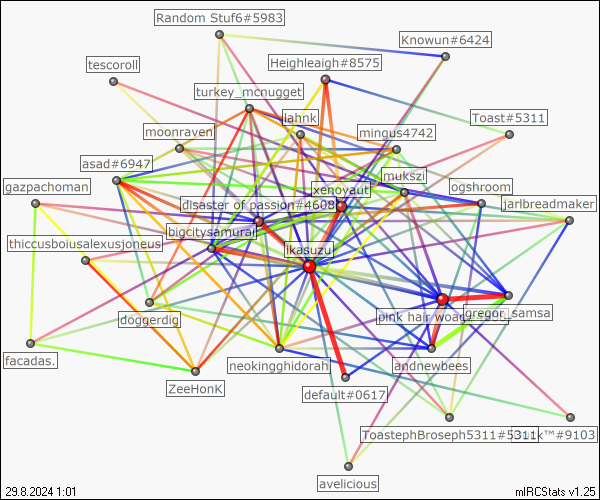 Random Stuf6#5983
Knowun#6424
tescoroll
Heighleaigh#8575
turkey_mcnugget
lahnk
Toast#5311
moonraven
mingus4742
asad#6947
mukszi
gazpachoman
xenoyaut
ogshroom
disaster of passion#4608
jarlbreadmaker
bigcitysamurai
thiccusboiusalexusjoneus
ikasuzu
doggerdig
pink hair woa
gregor_samsa
facadas.
neokingghidorah
andnewbees
ZeeHonK
default#0617
ToastephBroseph5311#5311
k™#9103
avelicious
29.8.2024 1:01
mIRCStats v1.25